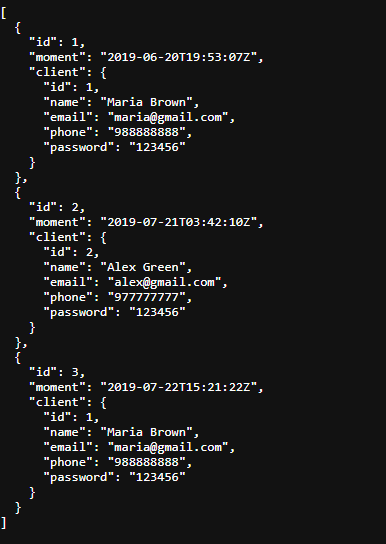 [
  {
    "id": 1,
    "moment": "2019-06-20T19:53:07Z",
    "client": {
      "id": 1,
      "name": "Maria Brown",
      "email": "maria@gmail.com",
      "phone": "988888888",
      "password": "123456"
    }
  },
  {
    "id": 2,
    "moment": "2019-07-21T03:42:10Z",
    "client": {
      "id": 2,
      "name": "Alex Green",
      "email": "alex@gmail.com",
      "phone": "977777777",
      "password": "123456"
    }
  },
  {
    "id": 3,
    "moment": "2019-07-22T15:21:22Z",
    "client": {
      "id": 1,
      "name": "Maria Brown",
      "email": "maria@gmail.com",
      "phone": "988888888",
      "password": "123456"
    }
  }
]